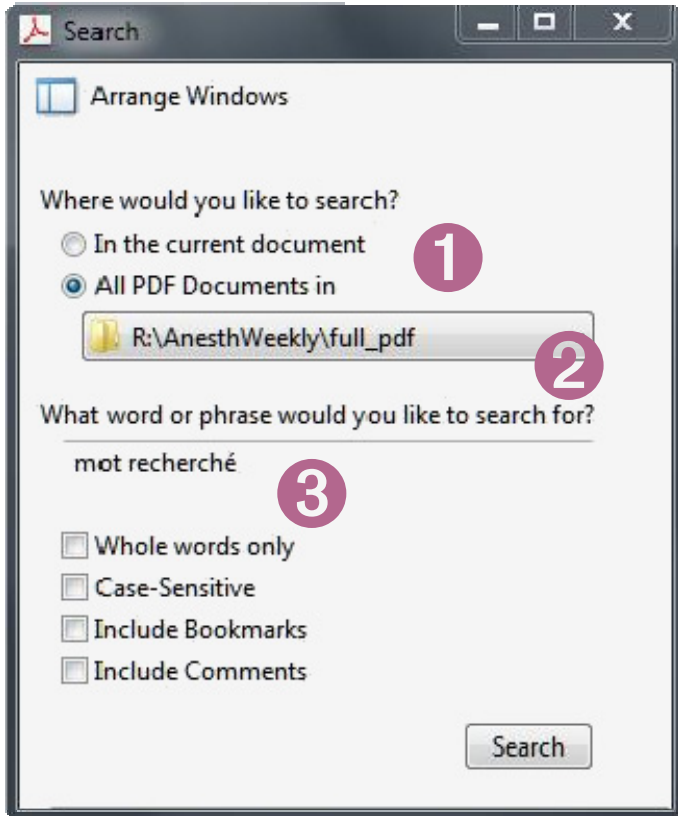 Search
Arrange Windows
Where would you like to search?
In the current document
1
All PDF Documents in
R:\AnesthWeekly\full_pdf
2
What word or phrase would you like to search for?
mot recherché
3
Whole words only
Case-Sensitive
Include Bookmarks
Include Comments
Search